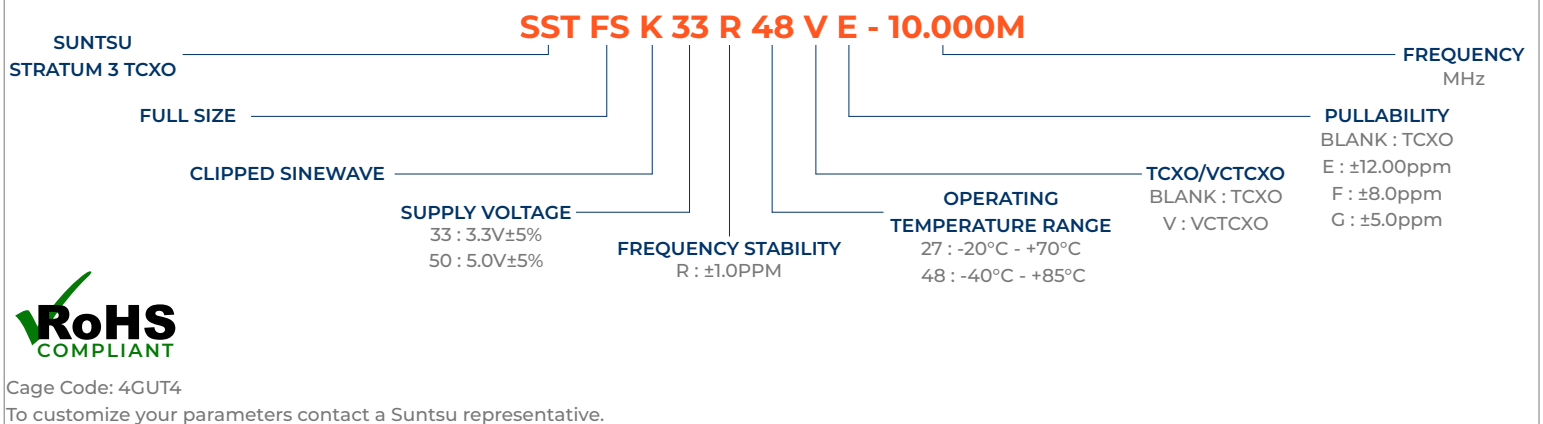 SST FS K 33 R 48 V E - 10.000M
SUNTSU
STRATUM 3 TCXO
FULL SIZE
CLIPPED SINEWAVE
SUPPLY VOLTAGE
33 : 3.3V±5%
50 : 5.0V±5%
FREQUENCY STABILITY
R : ±1.0PPM
OPERATING
TEMPERATURE RANGE
27 : -20°C - +70°C
48 : -40°C - +85°C
TCXO/VCTCXO
BLANK : TCXO
V : VCTCXO
PULLABILITY
BLANK : TCXO
E : ±12.00ppm
F : ±8.0ppm
G : ±5.0ppm
FREQUENCY
MHz
RoHS
COMPLIANT
Cage Code: 4GUT4
To customize your parameters contact a Suntsu representative.